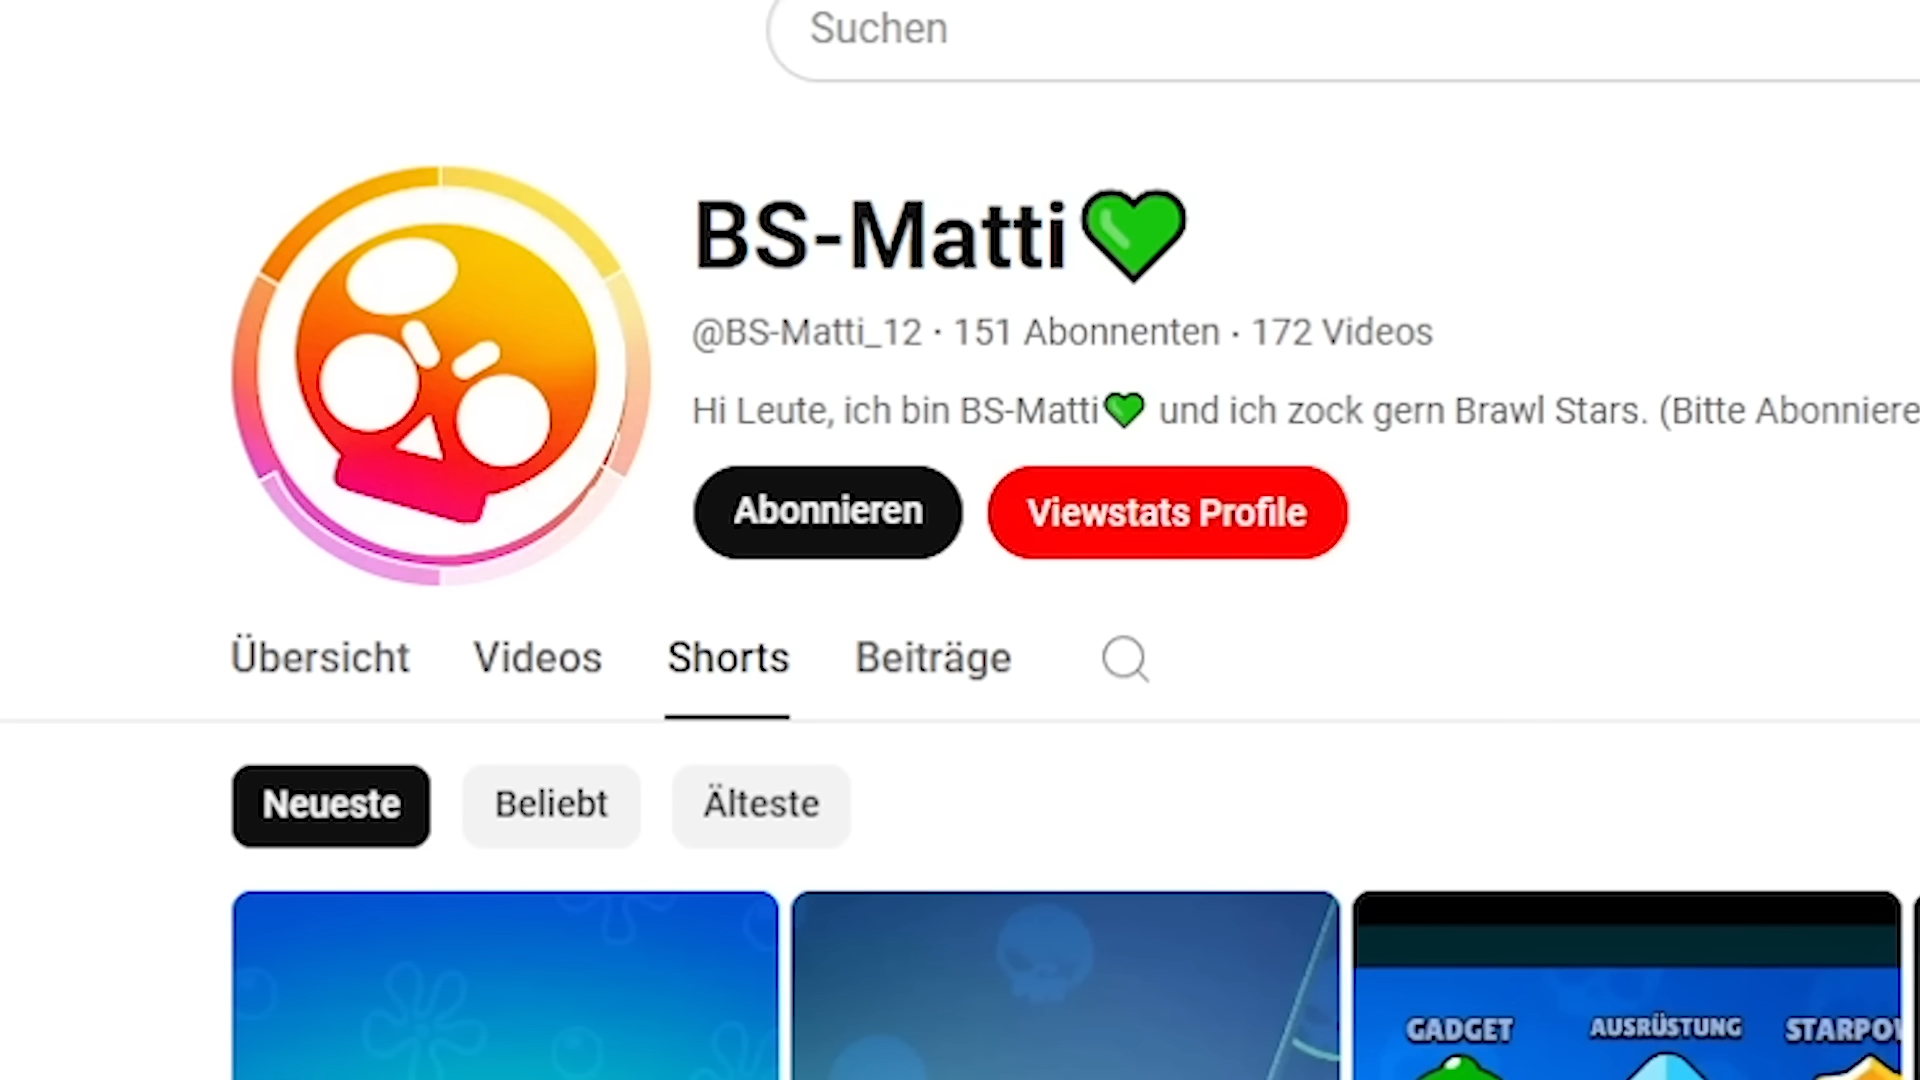 Suchen
BS-Matti💚
@BS-Matti_12 · 151 Abonnenten · 172 Videos
Hi Leute, ich bin BS-Matti💚 und ich zock gern Brawl Stars. (Bitte Abonniere
Abonnieren Viewstats Profile
Übersicht Videos Shorts Beiträge
Neueste Beliebt Älteste
GADGET AUSRÜSTUNG